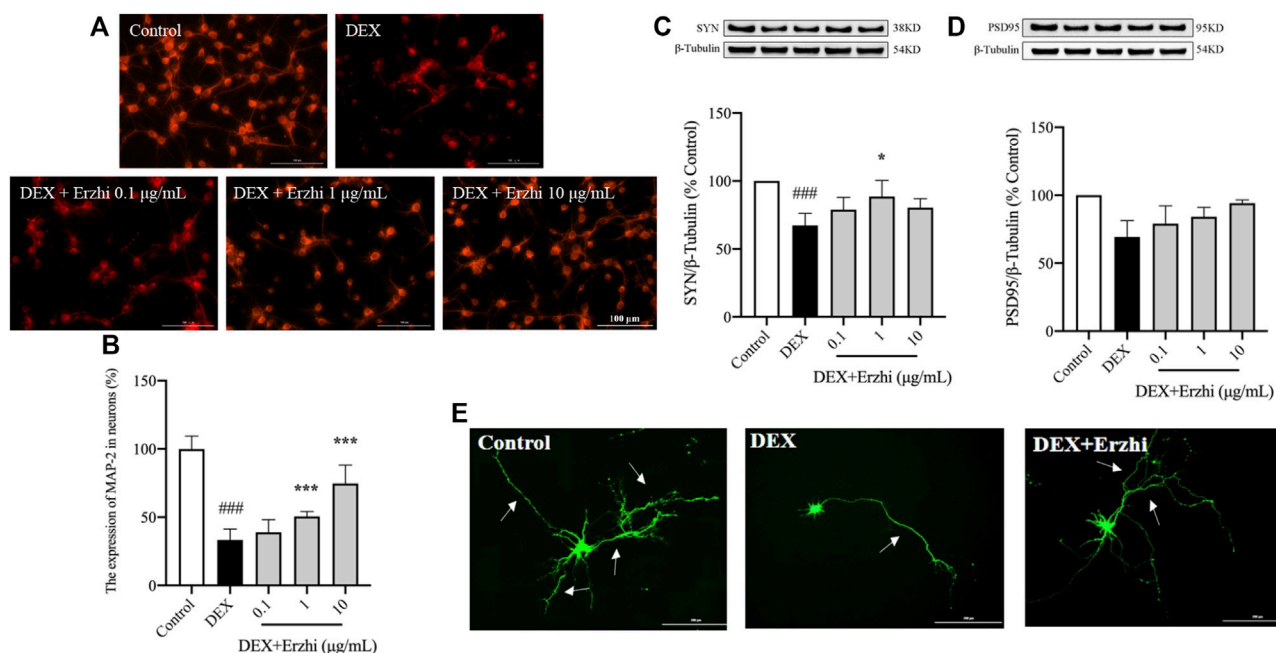 A
Control
DEX
DEX + Erzhi 0.1 μg/mL
DEX + Erzhi 1 μg/mL
DEX + Erzhi 10 μg/mL
100 μm
B
The expression of MAP-2 in neurons (%)
150
100
50
0
###
***
***
Control
DEX
0.1
1
10
DEX+Erzhi (μg/mL)
C
SYN
38KD
β-Tubulin
54KD
SYN/β-Tubulin (% Control)
150
100
50
0
###
*
Control
DEX
0.1
1
10
DEX+Erzhi (μg/mL)
D
PSD95
95KD
β-Tubulin
54KD
PSD95/β-Tubulin (% Control)
150
100
50
0
Control
DEX
0.1
1
10
DEX+Erzhi (μg/mL)
E
Control
DEX
DEX+Erzhi